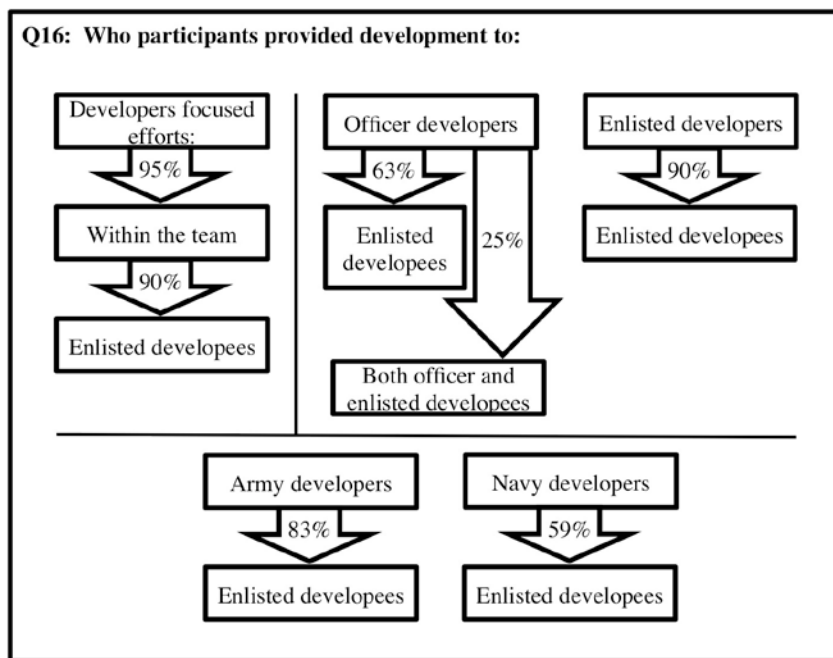 Q16: Who participants provided development to:
Developers focused
efforts:
95%
Within the team
90%
Enlisted developees
Officer developers
63%
Enlisted
developees
25%
Both officer and
enlisted developees
Enlisted developers
90%
Enlisted developees
Army developers
83%
Enlisted developees
Navy developers
59%
Enlisted developees